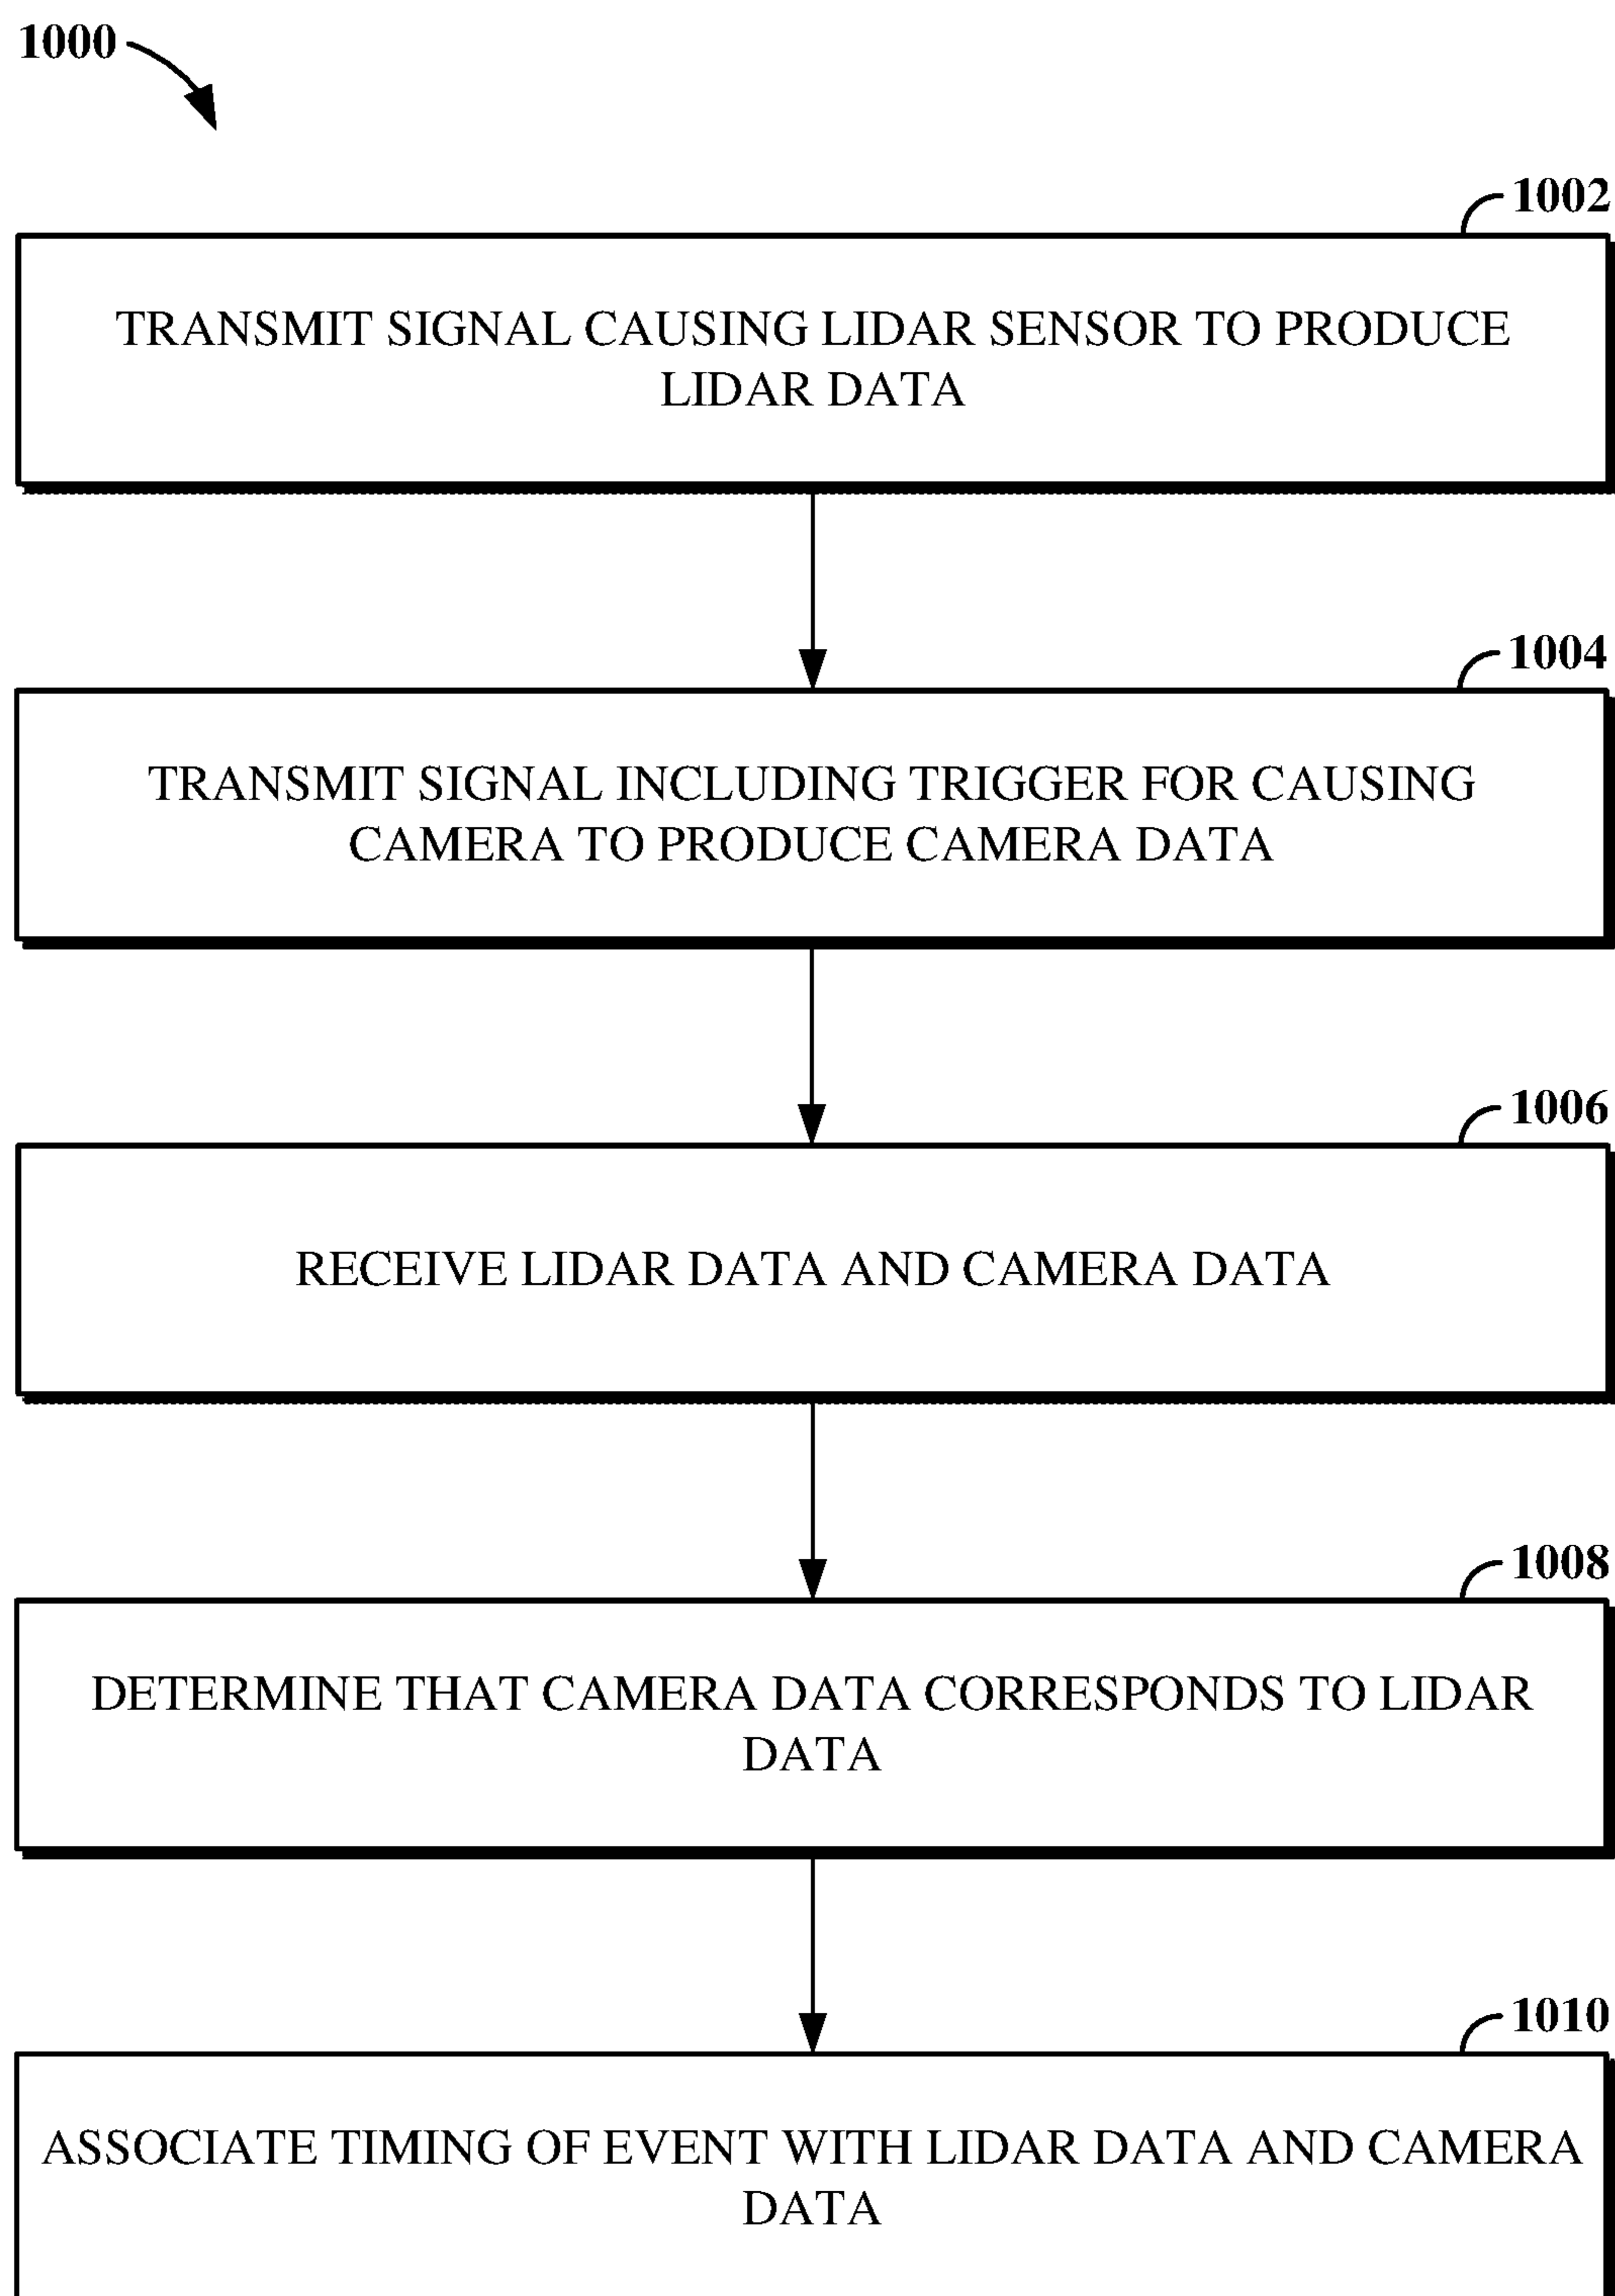 1000
1002
TRANSMIT SIGNAL CAUSING LIDAR SENSOR TO PRODUCE
LIDAR DATA
1004
TRANSMIT SIGNAL INCLUDING TRIGGER FOR CAUSING
CAMERA TO PRODUCE CAMERA DATA
1006
RECEIVE LIDAR DATA AND CAMERA DATA
1008
DETERMINE THAT CAMERA DATA CORRESPONDS TO LIDAR
DATA
1010
ASSOCIATE TIMING OF EVENT WITH LIDAR DATA AND CAMERA
DATA